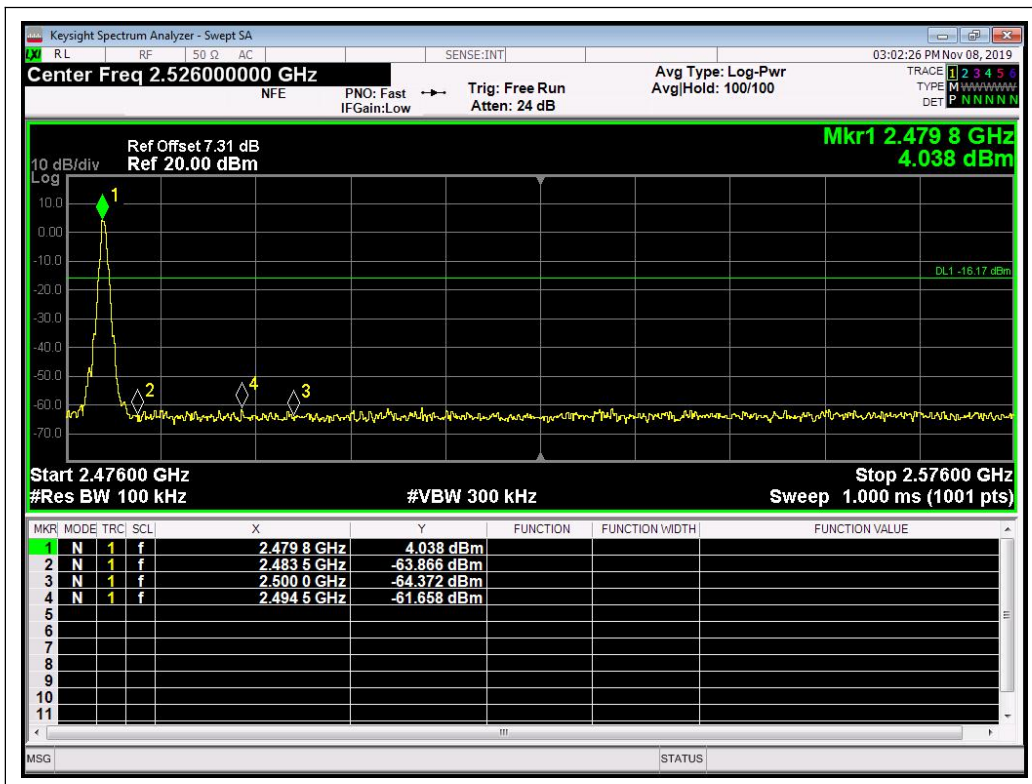 Keysight Spectrum Analyzer - Swept SA
LXI RL RF 50 Ω AC SENSE:INT 03:02:26 PM Nov 08, 2019
Center Freq 2.526000000 GHz
NFE
PNO: Fast
IFGain:Low
Trig: Free Run
Atten: 24 dB
Avg Type: Log-Pwr
Avg|Hold: 100/100
TRACE 1 2 3 4 5 6
TYPE M W W W W W
DET P N N N N N
Mkr1 2.479 8 GHz
4.038 dBm
Ref Offset 7.31 dB
10 dB/div Ref 20.00 dBm
Log
1
10.0
0.00
-10.0
DL1 -16.17 dBm
-20.0
-30.0
-40.0
-50.0
2 4 3
-60.0
-70.0
Start 2.47600 GHz Stop 2.57600 GHz
#Res BW 100 kHz #VBW 300 kHz Sweep 1.000 ms (1001 pts)
MKR MODE TRC SCL X Y FUNCTION FUNCTION WIDTH FUNCTION VALUE
1 N 1 f 2.479 8 GHz 4.038 dBm
2 N 1 f 2.483 5 GHz -63.866 dBm
3 N 1 f 2.500 0 GHz -64.372 dBm
4 N 1 f 2.494 5 GHz -61.658 dBm
5
6
7
8
9
10
11
MSG STATUS